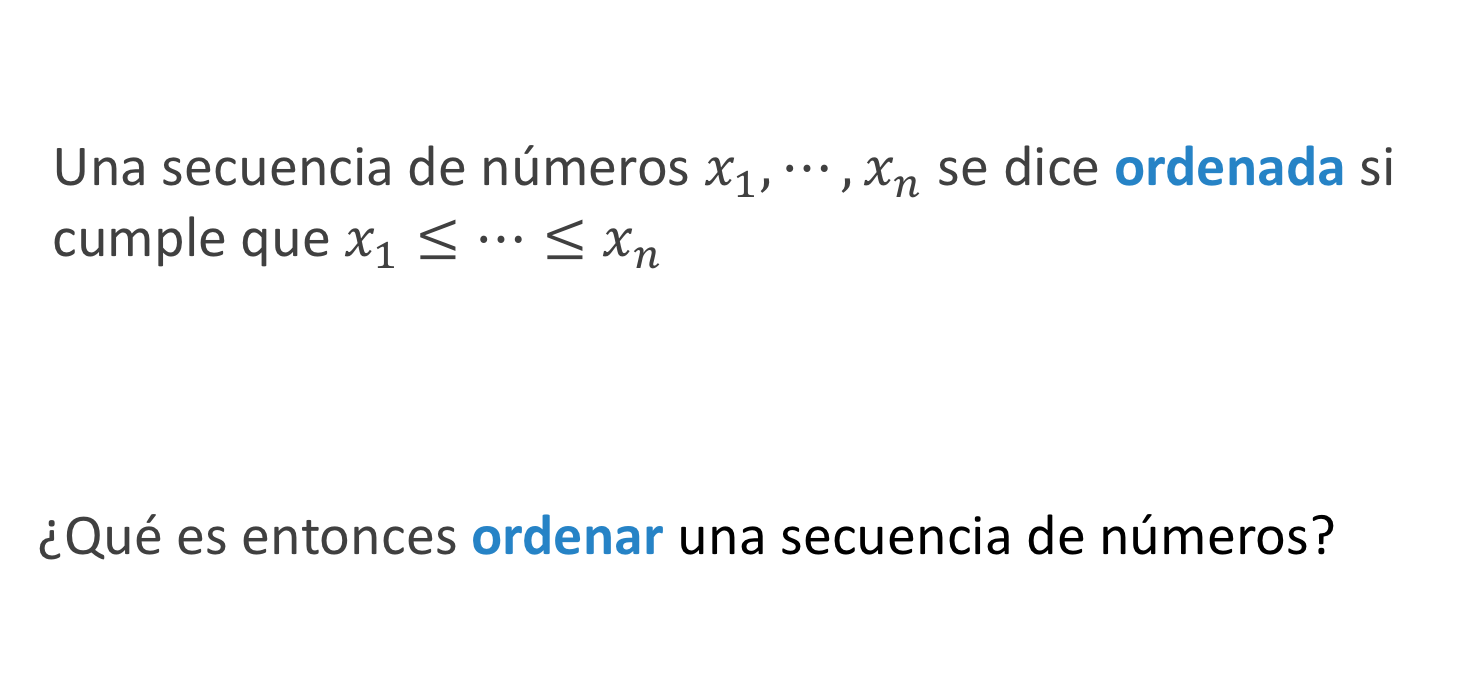 Una secuencia de números x₁, ⋯ , xₙ se dice ordenada si
cumple que x₁ ≤ ⋯ ≤ xₙ
¿Qué es entonces ordenar una secuencia de números?